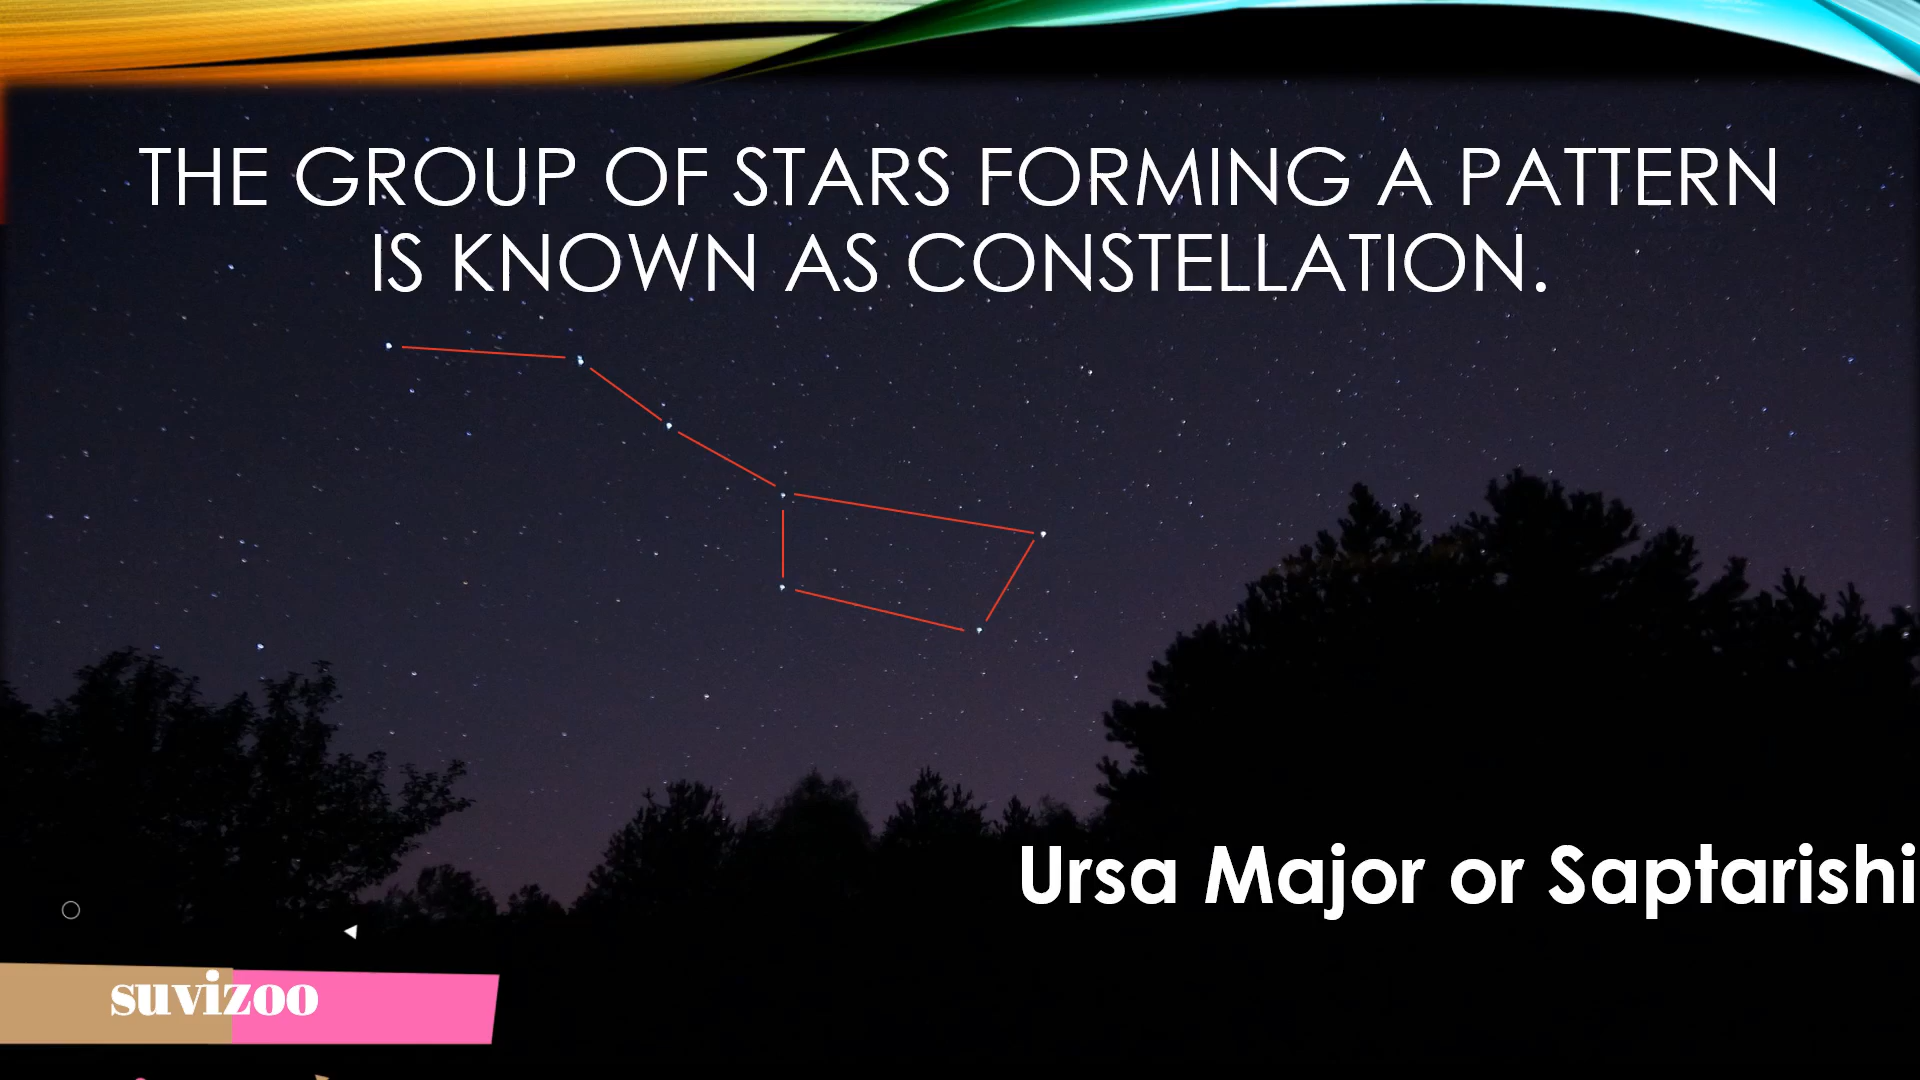 THE GROUP OF STARS FORMING A PATTERN
IS KNOWN AS CONSTELLATION.
Ursa Major or Saptarishi
suvizoo